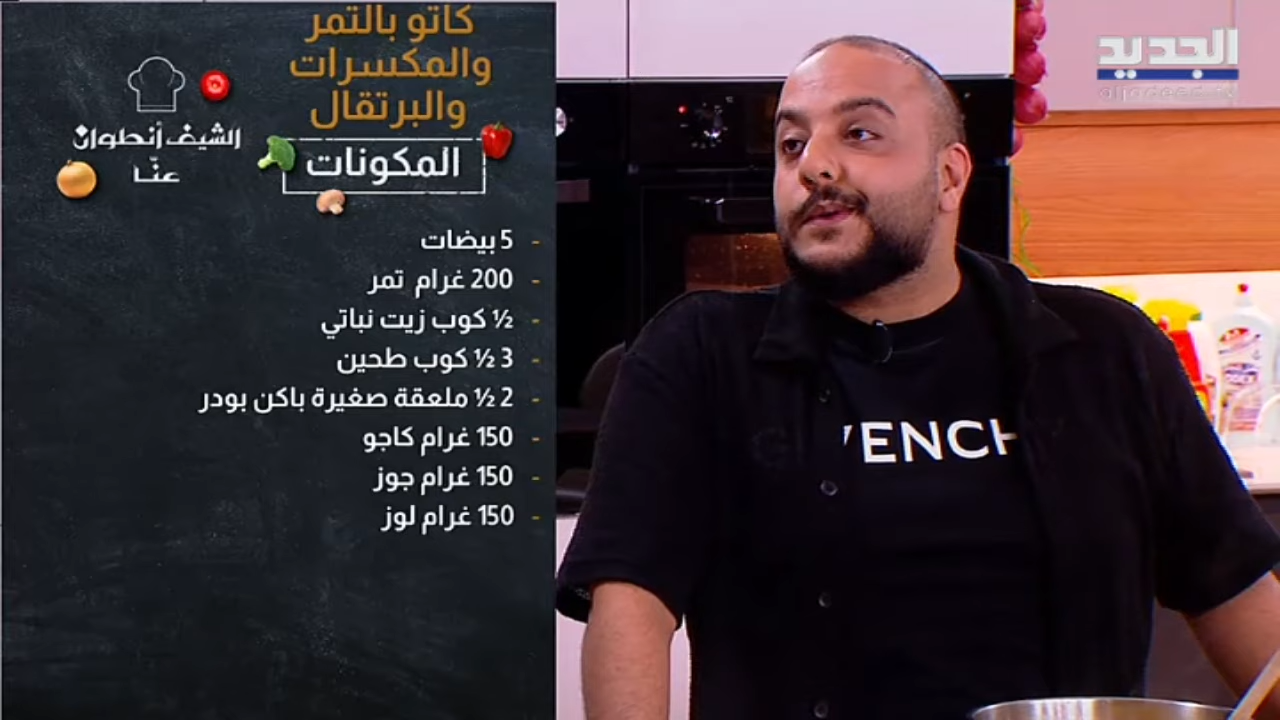 كاتو بالتمر
والمكسرات
والبرتقال
المكونات
الشيف أنطوان
عنّا
- 5 بيضات
- 200 غرام تمر
- ½ كوب زيت نباتي
- 3 ½ كوب طحين
- 2 ½ ملعقة صغيرة باكن بودر
- 150 غرام كاجو
- 150 غرام جوز
- 150 غرام لوز
الجديد
aljadeed.tv
GIVENCH